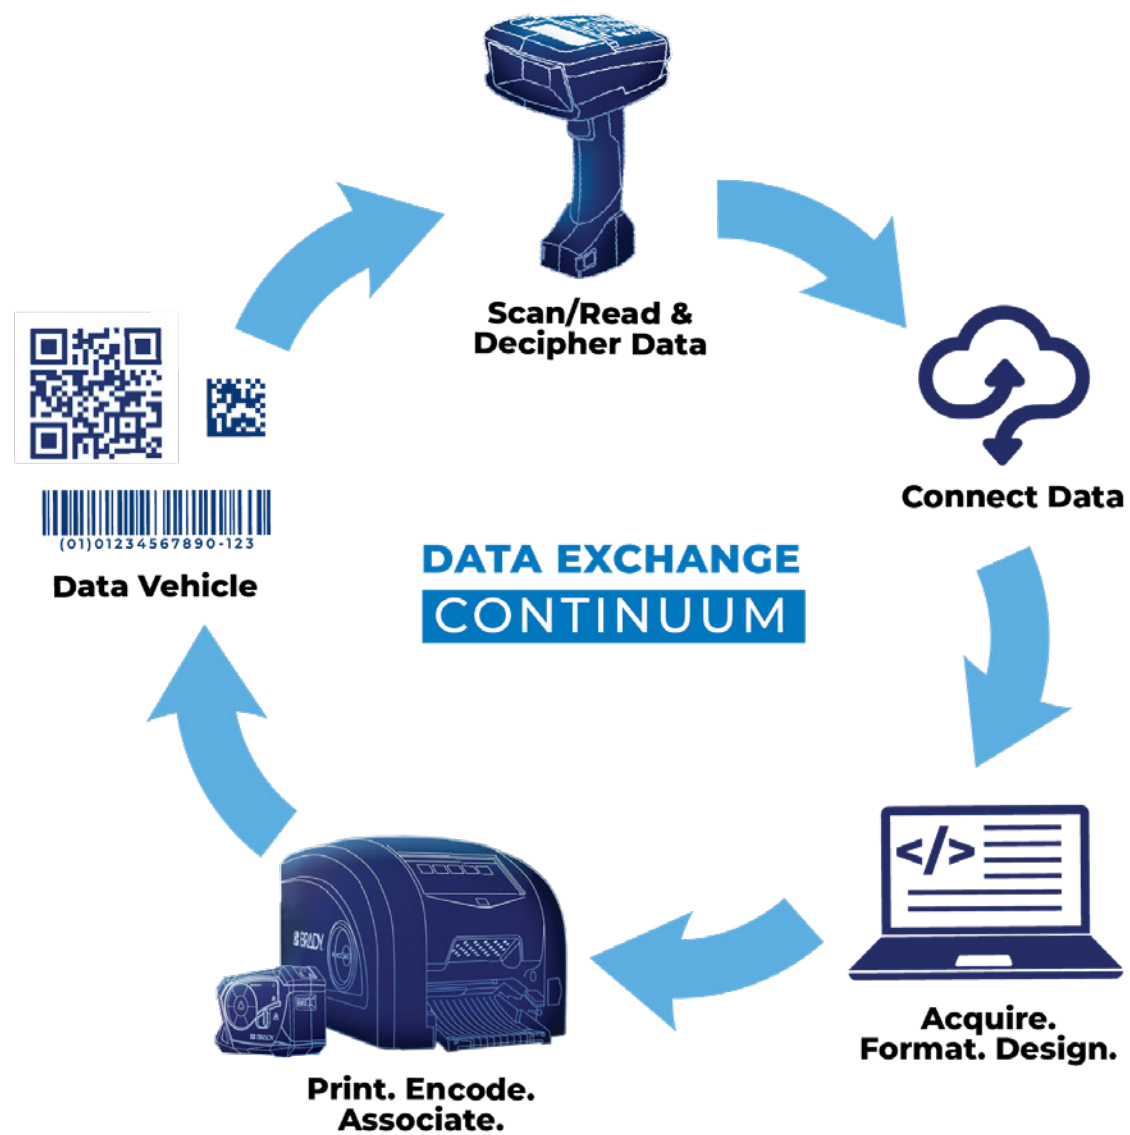 Scan/Read &
Decipher Data
Connect Data
(01)01234567890-123
Data Vehicle
DATA EXCHANGE
CONTINUUM
</>
BRADY
BRADY
Acquire.
Format. Design.
Print. Encode.
Associate.